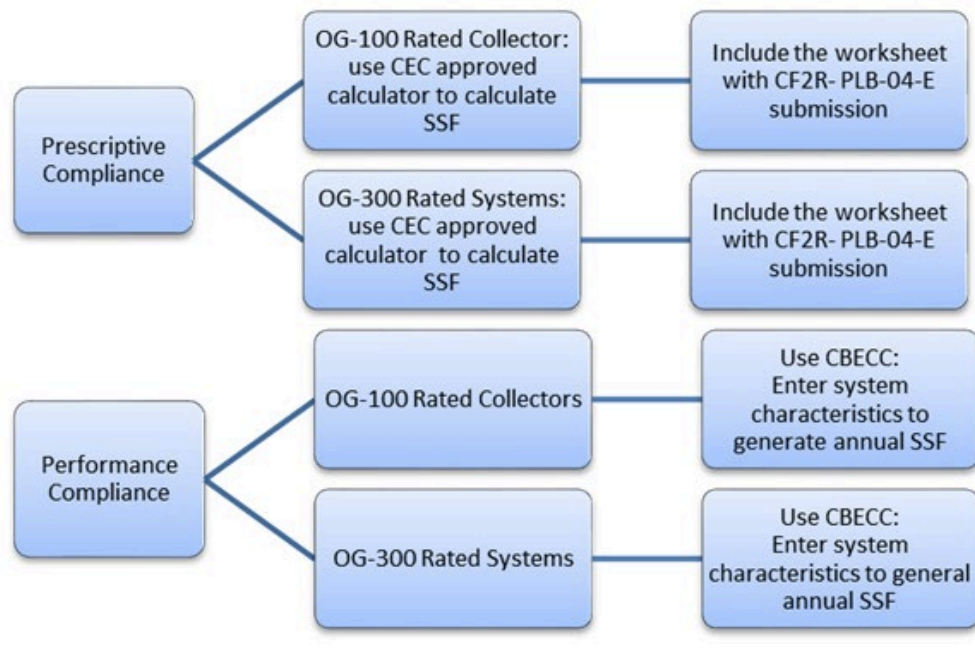 Prescriptive
Compliance
OG-100 Rated Collector:
use CEC approved
calculator to calculate
SSF
Include the worksheet
with CF2R- PLB-04-E
submission
OG-300 Rated Systems:
use CEC approved
calculator  to calculate
SSF
Include the worksheet
with CF2R- PLB-04-E
submission
Performance
Compliance
OG-100 Rated Collectors
Use CBECC:
Enter system
characteristics to
generate annual SSF
OG-300 Rated Systems
Use CBECC:
Enter system
characteristics to general
annual SSF